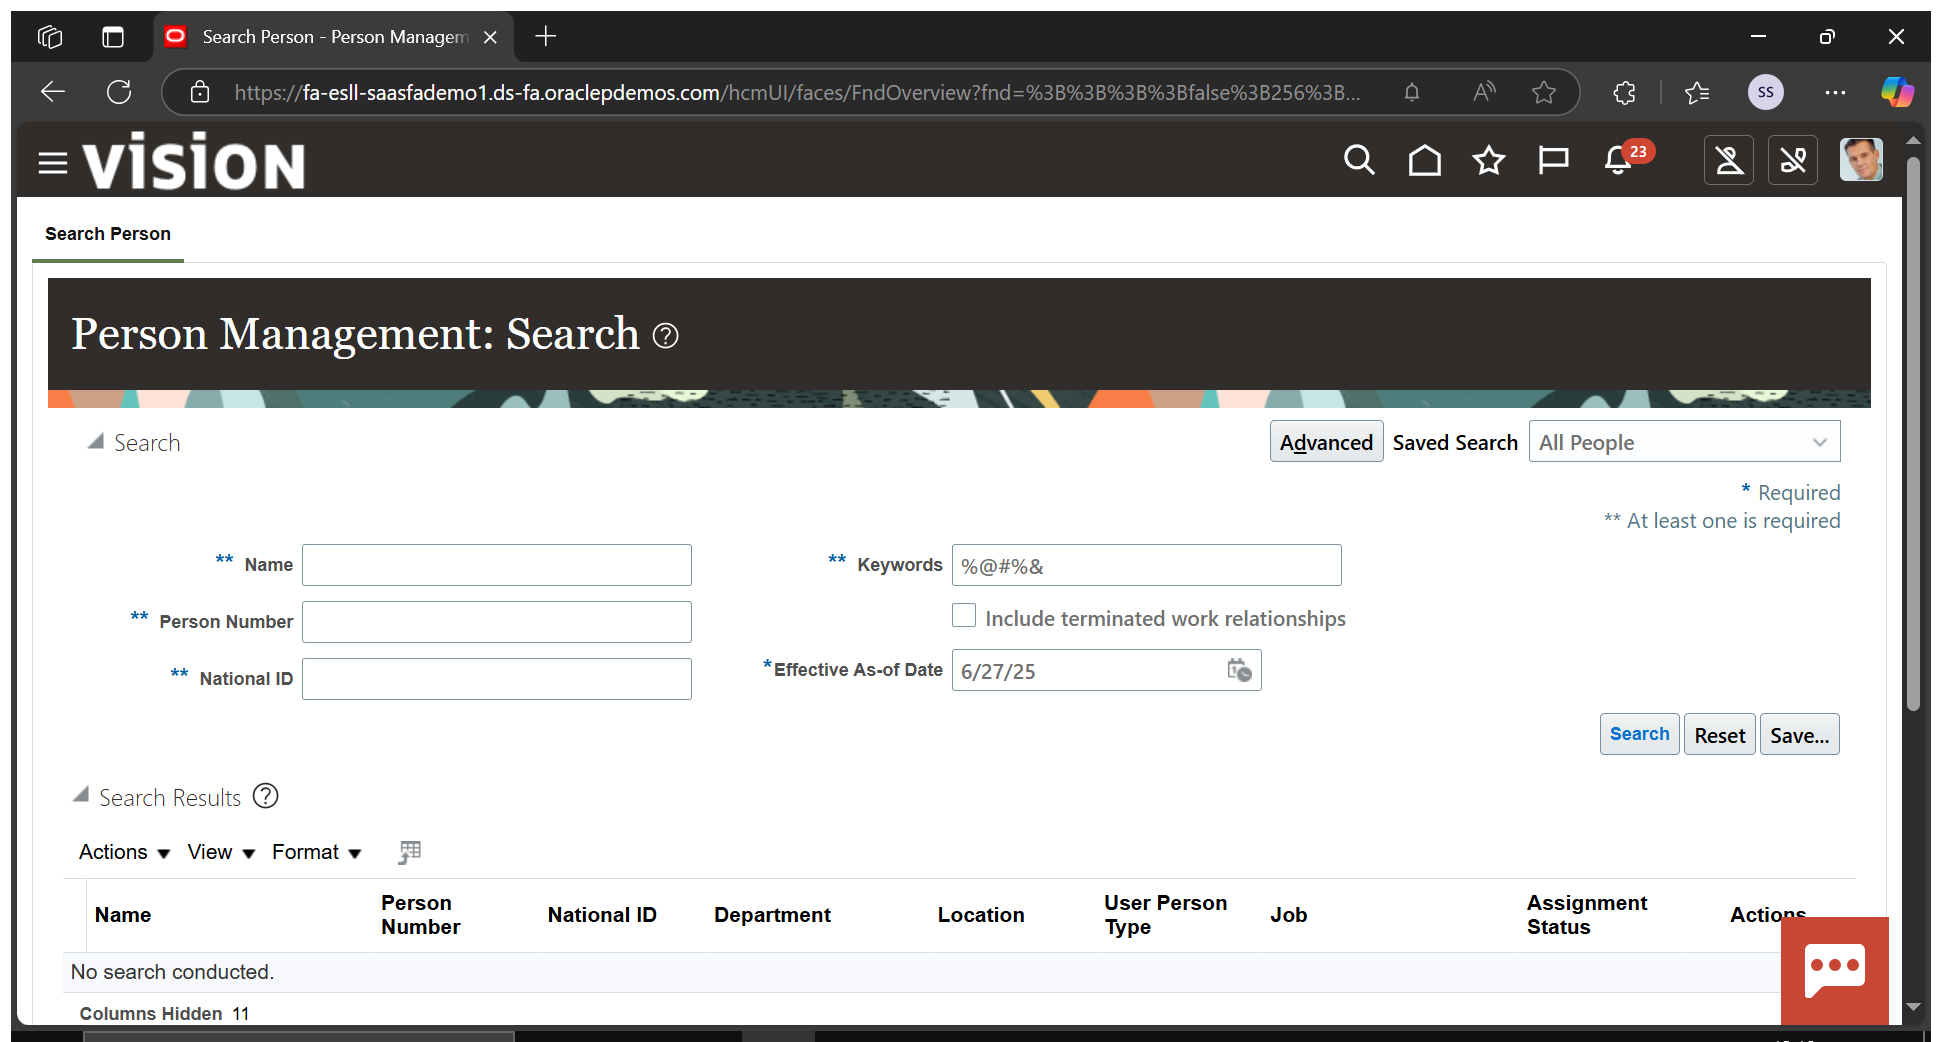 Search Person - Person Managem
https://fa-esll-saasfademo1.ds-fa.oraclepdemos.com/hcmUI/faces/FndOverview?fnd=%3B%3B%3B%3Bfalse%3B256%3B...
SS
VISION
23
Search Person
Person Management: Search
Search
Advanced Saved Search All People
* Required
** At least one is required
** Name
** Keywords %@#%&
** Person Number
Include terminated work relationships
** National ID
*Effective As-of Date 6/27/25
Search Reset Save...
Search Results
Actions View Format
Name Person Number National ID Department Location User Person Type Job Assignment Status Actions
No search conducted.
Columns Hidden 11